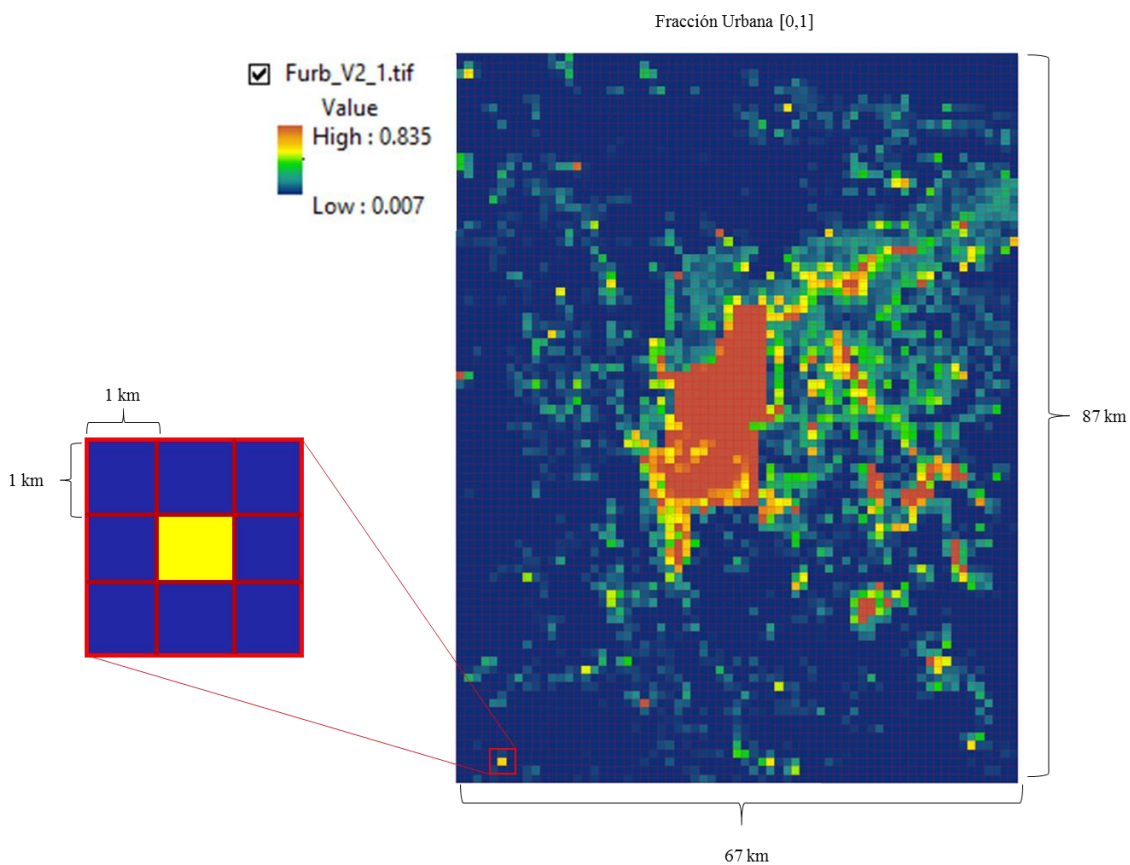 Fracción Urbana [0,1]
Furb_V2_1.tif
Value
High : 0.835
Low : 0.007
1 km
1 km
87 km
67 km